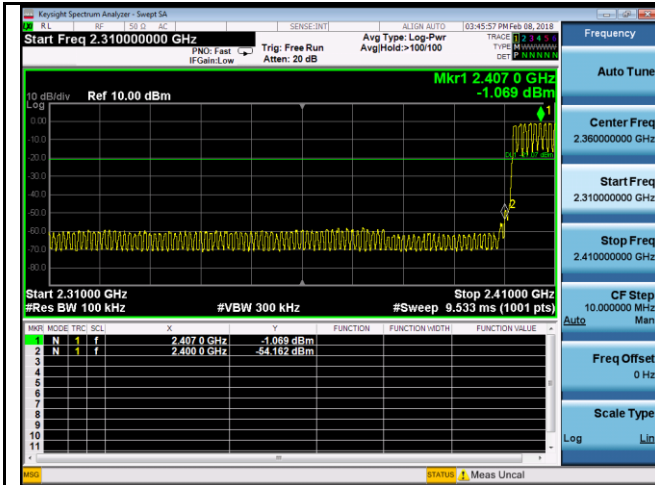 Keysight Spectrum Analyzer - Swept SA
RL RF 50 Ω AC SENSE:INT ALIGN AUTO 03:45:57 PM Feb 08, 2018
Start Freq 2.310000000 GHz
PNO: Fast
IFGain:Low
Trig: Free Run
Atten: 20 dB
Avg Type: Log-Pwr
Avg|Hold:>100/100
TRACE 1 2 3 4 5 6
TYPE M W W W W W
DET P N N N N N
Mkr1 2.407 0 GHz
-1.069 dBm
10 dB/div Ref 10.00 dBm
Log
1
0.00
-10.0
-20.0
-30.0
-40.0
2
-50.0
-60.0
-70.0
-80.0
Start 2.31000 GHz Stop 2.41000 GHz
#Res BW 100 kHz #VBW 300 kHz #Sweep 9.533 ms (1001 pts)
MKR MODE TRC SCL X Y FUNCTION FUNCTION WIDTH FUNCTION VALUE
1 N 1 f 2.407 0 GHz -1.069 dBm
2 N 1 f 2.400 0 GHz -54.162 dBm
3
4
5
6
7
8
9
10
11
MSG STATUS Meas Uncal
Frequency
Auto Tune
Center Freq
2.360000000 GHz
Start Freq
2.310000000 GHz
Stop Freq
2.410000000 GHz
CF Step
10.000000 MHz
Auto Man
Freq Offset
0 Hz
Scale Type
Log Lin